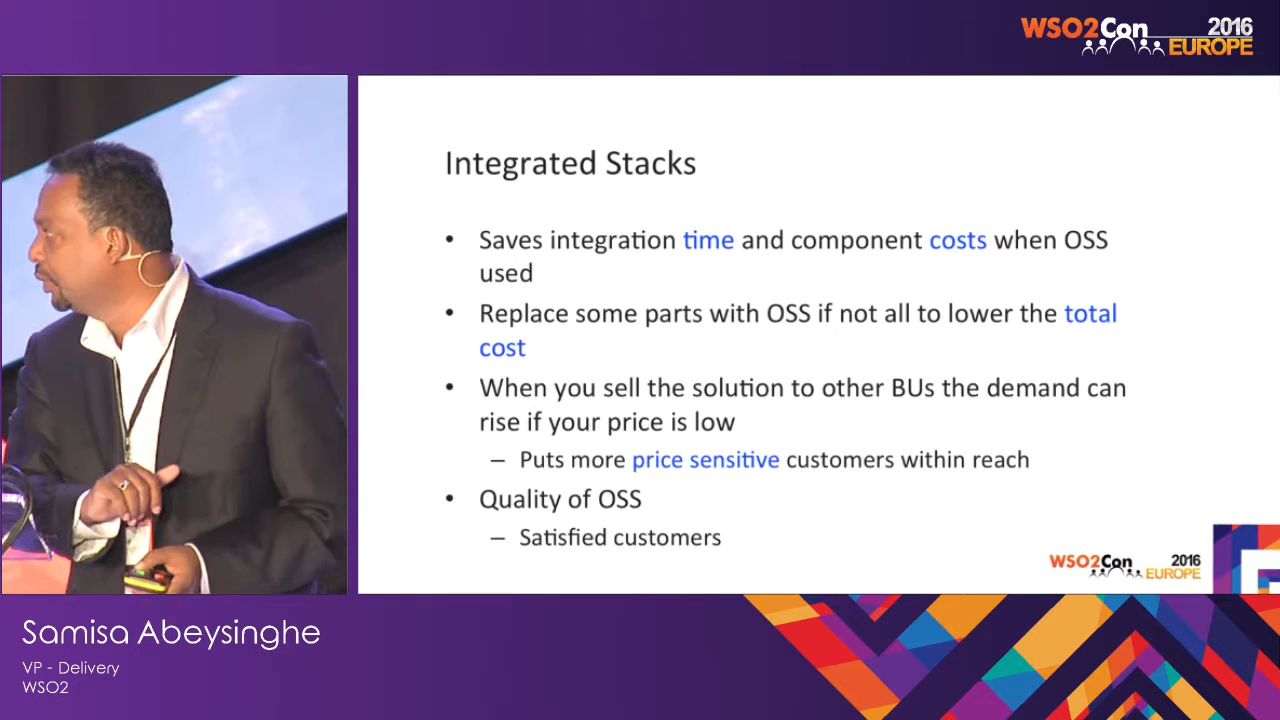 WSO2Con 2016
EUROPE
Integrated Stacks
• Saves integration time and component costs when OSS
used
• Replace some parts with OSS if not all to lower the total
cost
• When you sell the solution to other BUs the demand can
rise if your price is low
– Puts more price sensitive customers within reach
• Quality of OSS
– Satisfied customers
WSO2Con 2016
EUROPE
Samisa Abeysinghe
VP - Delivery
WSO2